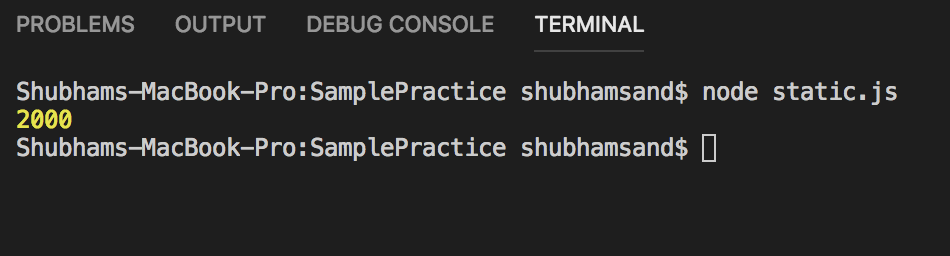 PROBLEMS OUTPUT DEBUG CONSOLE TERMINAL
Shubhams-MacBook-Pro:SamplePractice shubhamsand$ node static.js
2000
Shubhams-MacBook-Pro:SamplePractice shubhamsand$